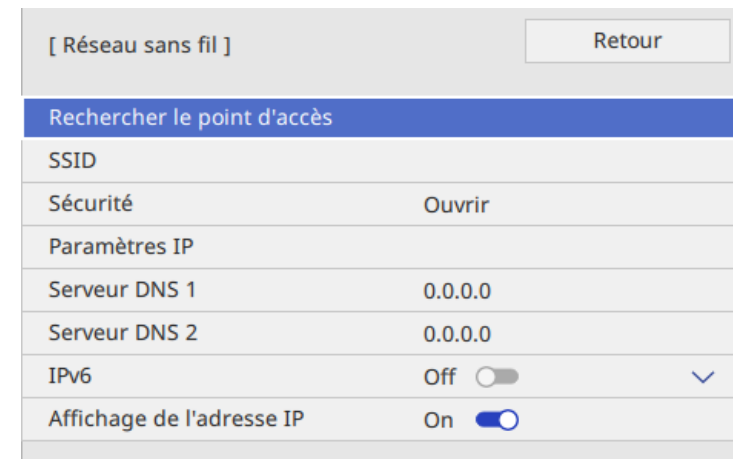 [ Réseau sans fil ]
Retour
Rechercher le point d'accès
SSID
Sécurité Ouvrir
Paramètres IP
Serveur DNS 1 0.0.0.0
Serveur DNS 2 0.0.0.0
IPv6 Off
Affichage de l'adresse IP On